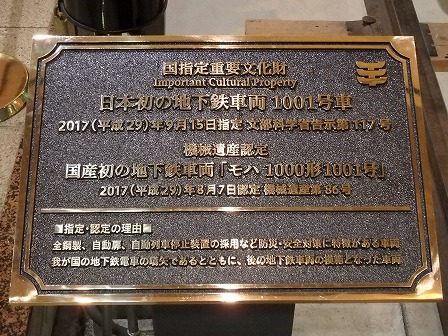 国指定重要文化財
Important Cultural Property
日本初の地下鉄車両 1001号車
2017(平成29)年9月15日指定 文部科学省告示第117号
機械遺産認定
国産初の地下鉄車両「モハ1000形1001号」
2017(平成29)年8月7日認定 機械遺産第86号
■指定・認定の理由■
全鋼製、自動扉、自動列車停止装置の採用など防災・安全対策に特徴がある車両
我が国の地下鉄電車の嚆矢であるとともに、後の地下鉄車両の模範となった車両